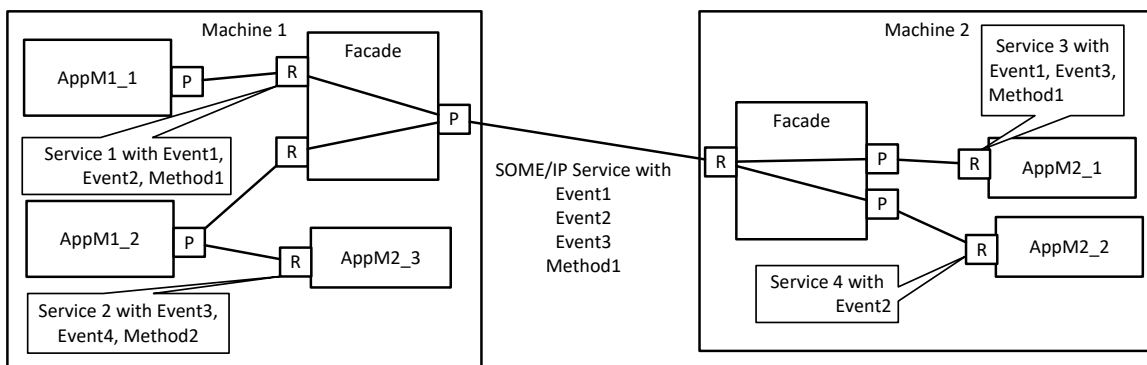 Machine 1
Facade
AppM1_1
P
R
P
R
Service 1 with Event1,
Event2, Method1
AppM1_2
P
R
AppM2_3
Service 2 with Event3,
Event4, Method2
SOME/IP Service with
Event1
Event2
Event3
Method1
Machine 2
Service 3 with
Event1, Event3,
Method1
Facade
R
P
R
AppM2_1
P
R
AppM2_2
Service 4 with
Event2